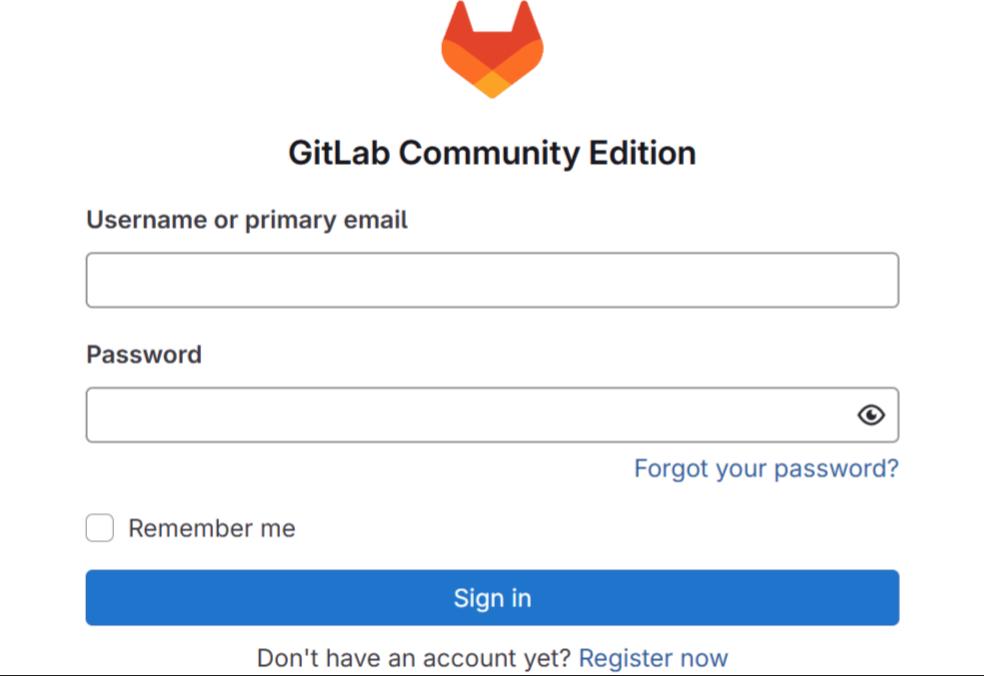 GitLab Community Edition
Username or primary email
Password
Forgot your password?
Remember me
Sign in
Don't have an account yet? Register now